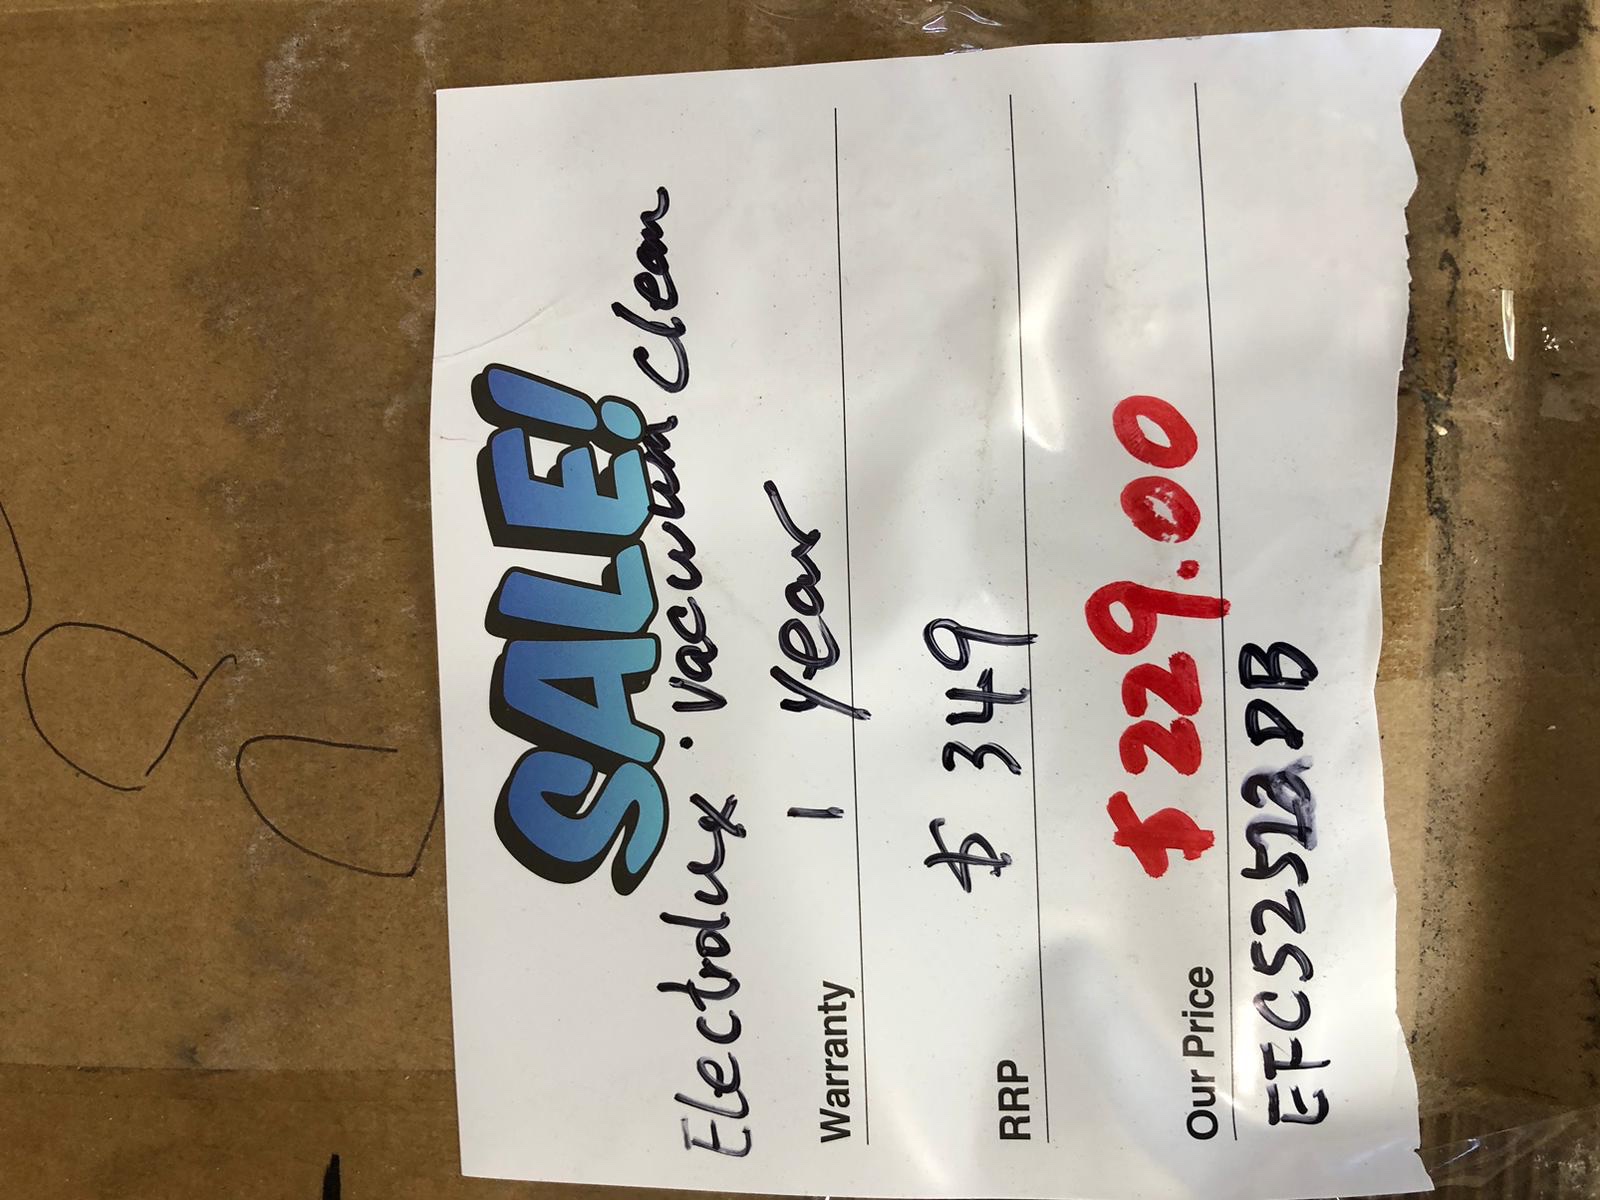 SALE!
Electrolux . vacuum clean
Warranty 1 year
RRP $ 349
Our Price $ 229.00